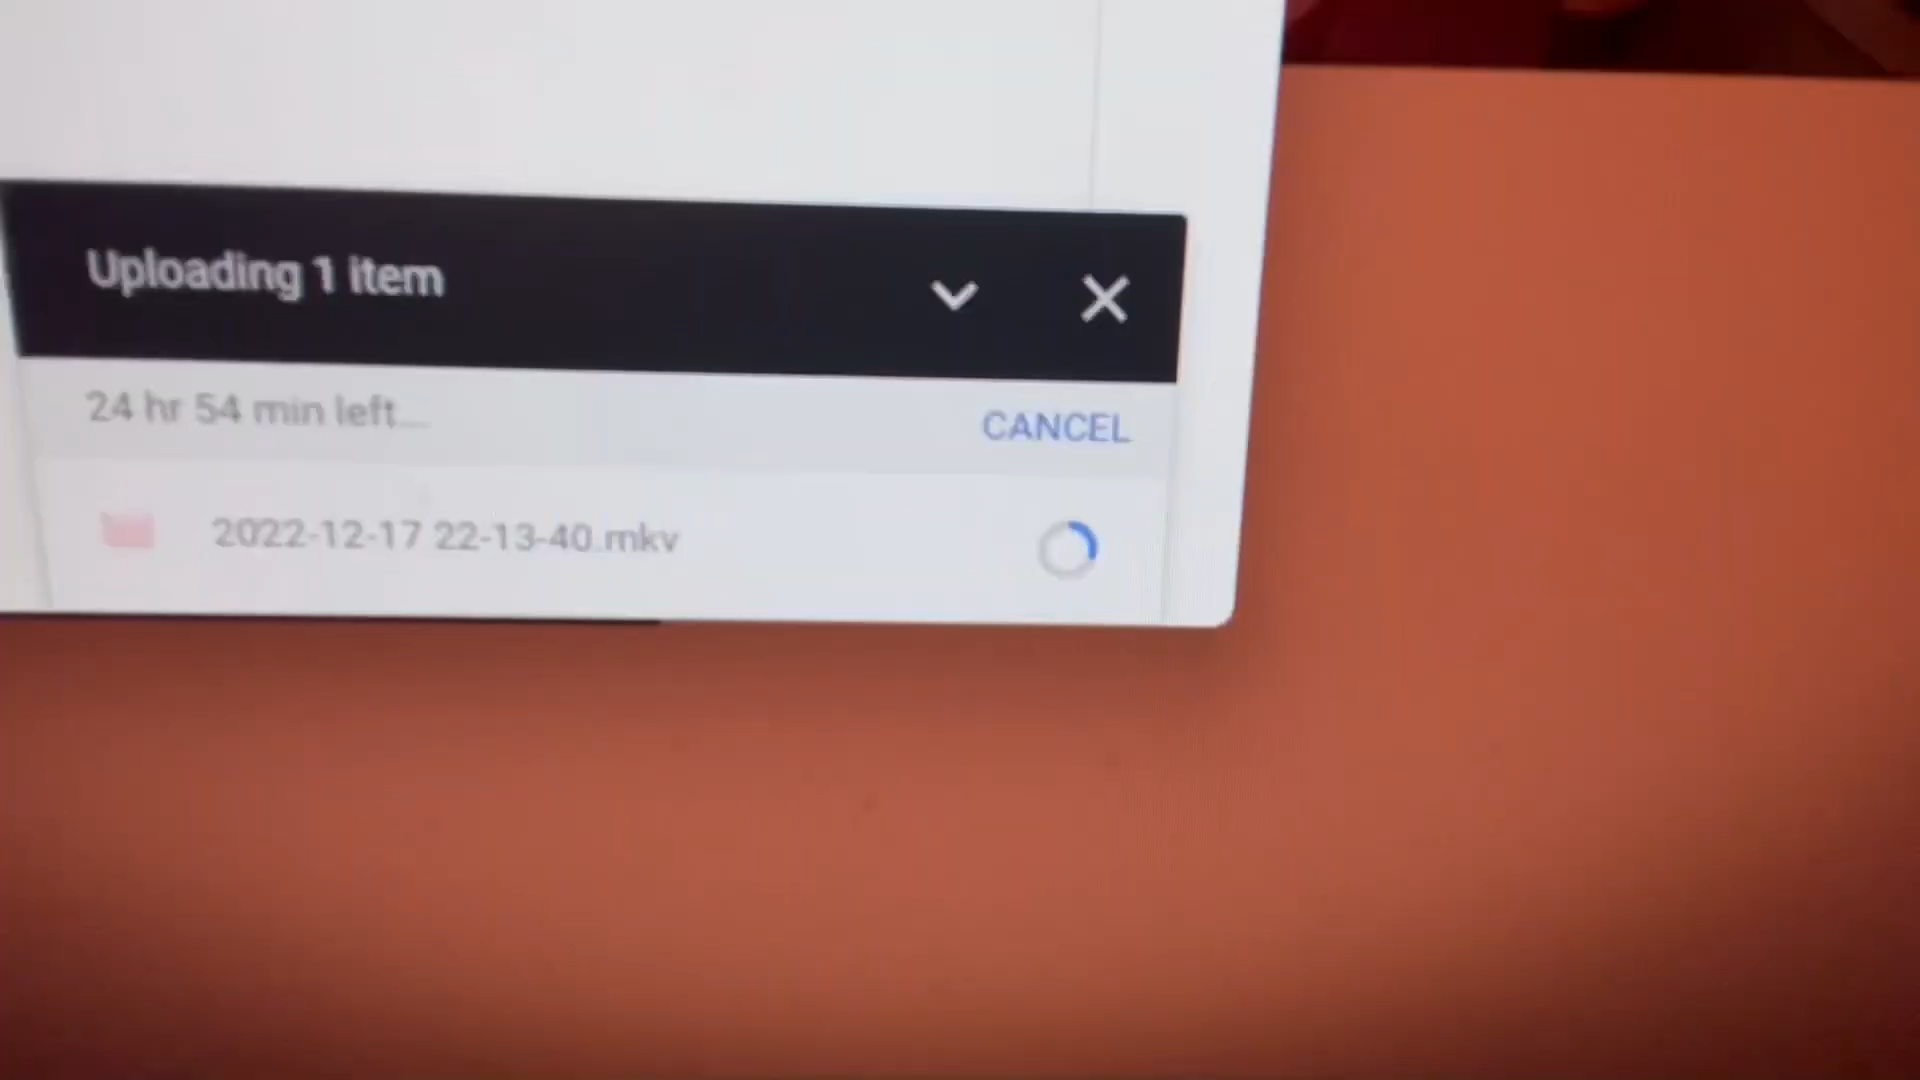 Uploading 1 item
24 hr 54 min left...
CANCEL
2022-12-17 22-13-40.mkv